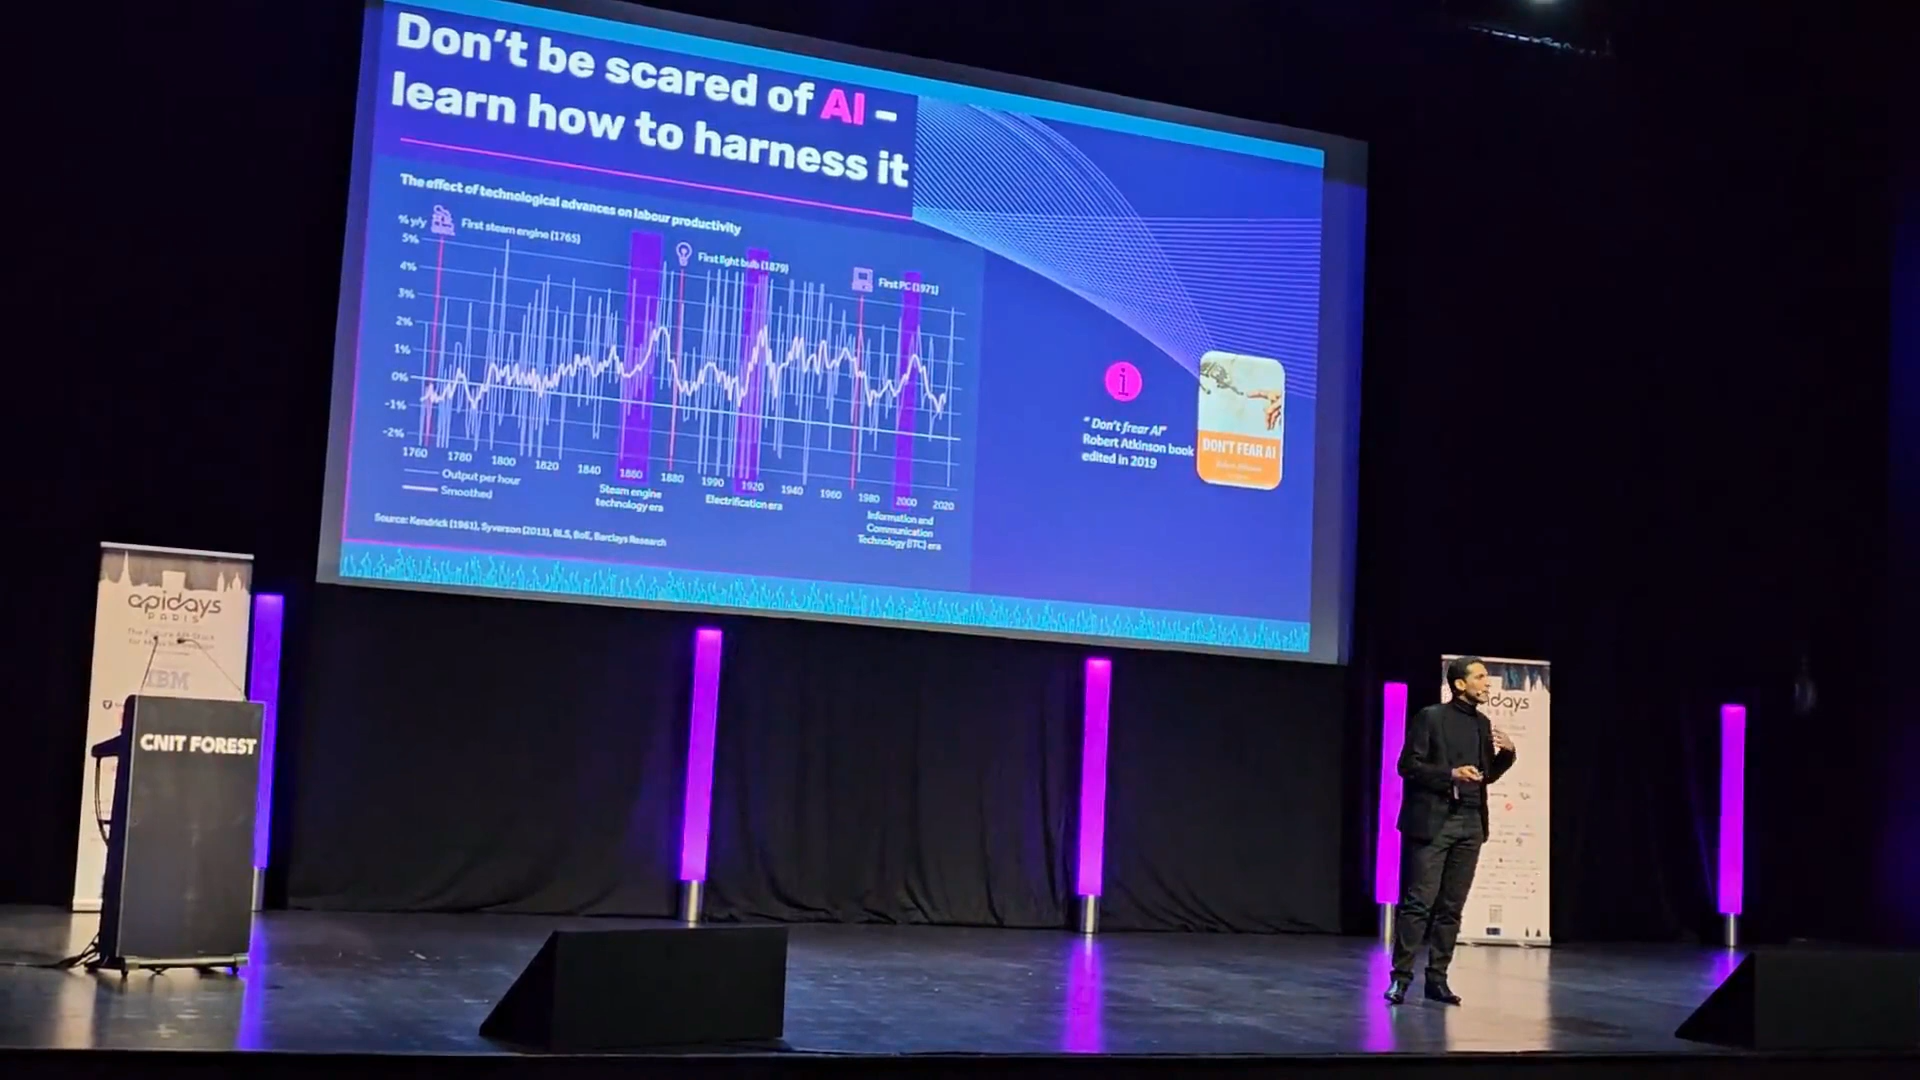 Don't be scared of AI –
learn how to harness it
The effect of technological advances on labour productivity
% y/y
First steam engine (1765)
First light bulb (1879)
First PC (1971)
5%
4%
3%
2%
1%
0%
-1%
-2%
1760 1780 1800 1820 1840 1860 1880 1990 1920 1940 1960 1980 2000 2020
Output per hour
Smoothed
Steam engine
technology era
Electrification era
Information and
Communication
Technology (ITC) era
Source: Kendrick (1961), Syverson (2013), BLS, BoE, Barclays Research
i
" Don't frear AI"
Robert Atkinson book
edited in 2019
DON'T FEAR AI
apidays
PARIS
IBM
CNIT FOREST
idays